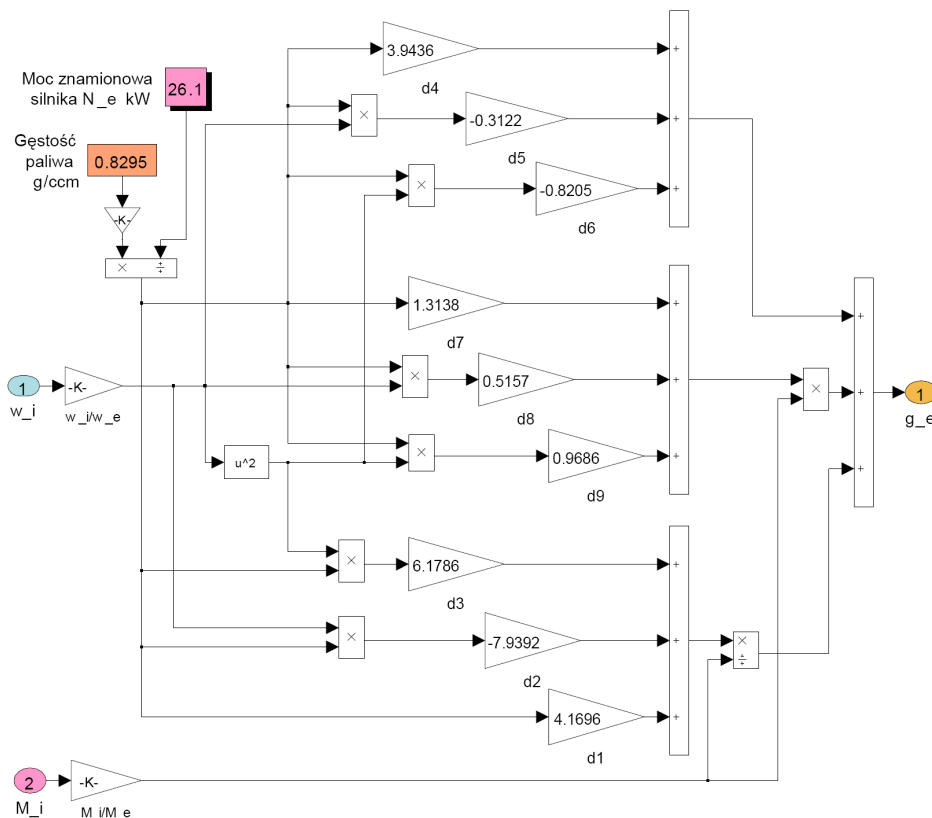 3.9436
+
d4
Moc znamionowa
silnika N_e kW
26.1
×
-0.3122
+
d5
Gęstość
paliwa
g/ccm
0.8295
×
-0.8205
+
d6
-K-
× ÷
1.3138
+
d7
+
1
w_i
-K-
w_i/w_e
×
0.5157
+
d8
×
+
1
g_e
u^2
×
0.9686
+
d9
+
×
6.1786
+
d3
×
-7.9392
+
d2
×
÷
4.1696
+
d1
2
M_i
-K-
M_i/M_e